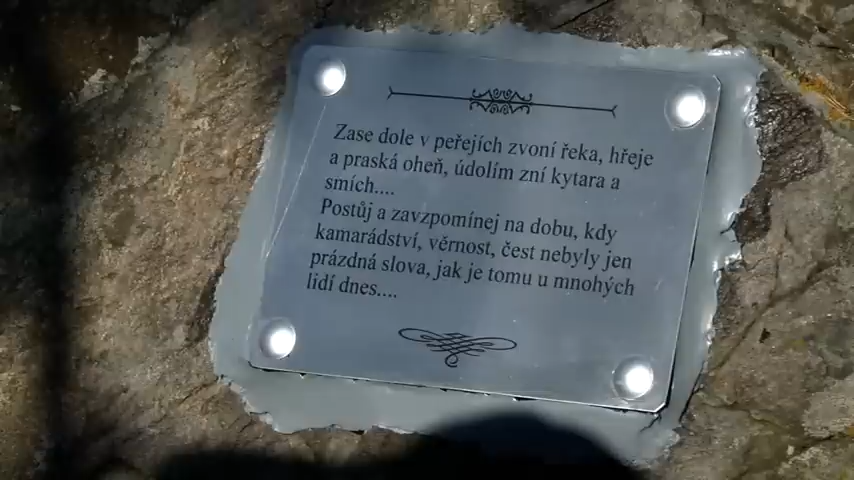 Zase dole v peřejích zvoní řeka, hřeje
a praská oheň, údolím zní kytara a
smích....
Postůj a zavzpomínej na dobu, kdy
kamarádství, věrnost, čest nebyly jen
prázdná slova, jak je tomu u mnohých
lidí dnes....